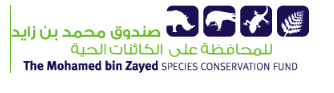 صندوق محمد بن زايد
للمحافظة على الكائنات الحية
The Mohamed bin Zayed SPECIES CONSERVATION FUND